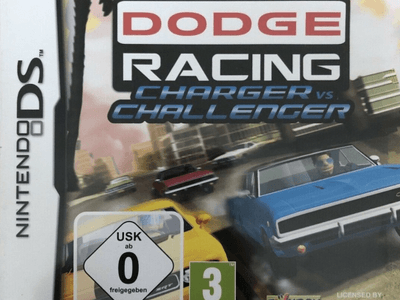 NINTENDO DS
DODGE
RACING
CHARGER vs
CHALLENGER
USK
ab
0
freigegeben
3
LICENSED BY